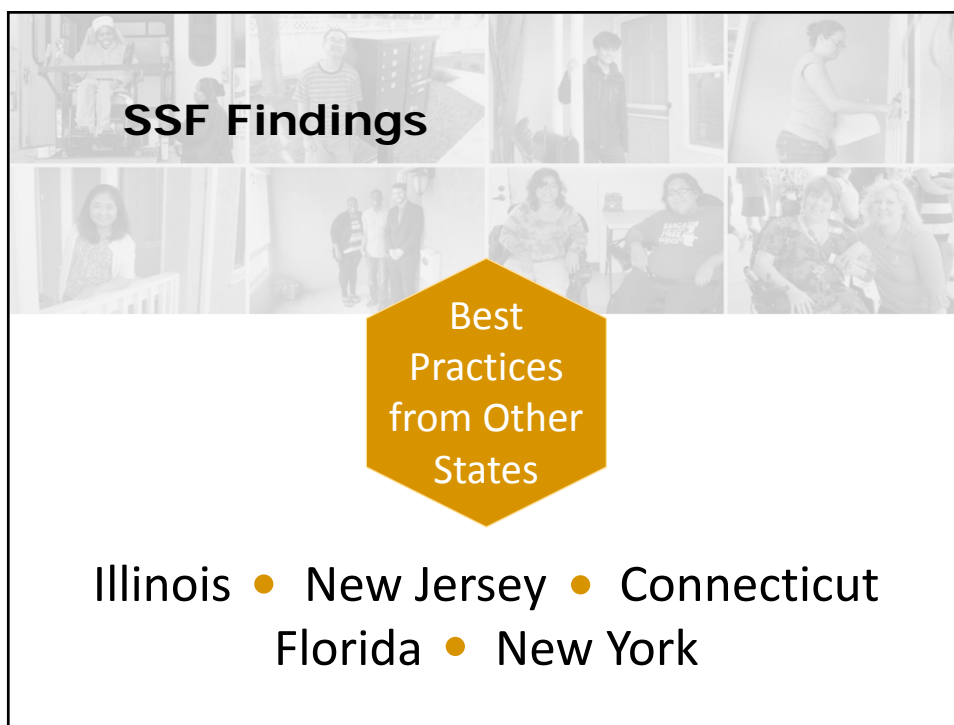 SSF Findings
Best
Practices
from Other
States
Illinois • New Jersey • Connecticut
Florida • New York